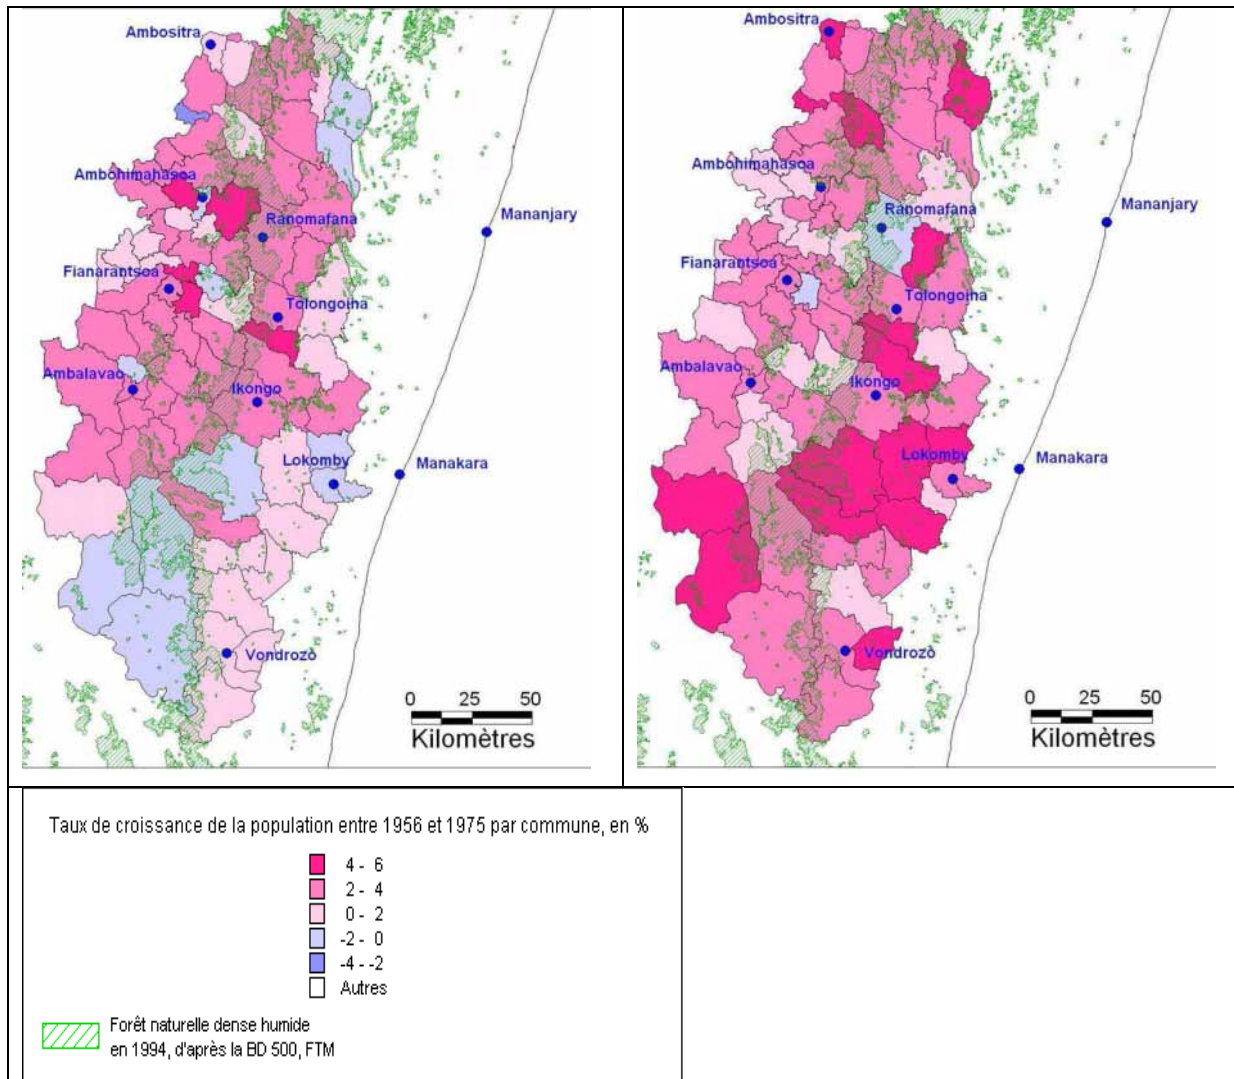 Ambositra
Ambohimahasoa
Ranomafana
Mananjary
Fianarantsoa
Tolongoina
Ambalavao
Ikongo
Lokomby
Manakara
Vondrozo
0 25 50
Kilomètres
Ambositra
Ambohimahasoa
Ranomafana
Mananjary
Fianarantsoa
Tolongoina
Ambalavao
Ikongo
Lokomby
Manakara
Vondrozo
0 25 50
Kilomètres
Taux de croissance de la population entre 1956 et 1975 par commune, en %
4 - 6
2 - 4
0 - 2
-2 - 0
-4 - -2
Autres
Forêt naturelle dense humide
en 1994, d'après la BD 500, FTM